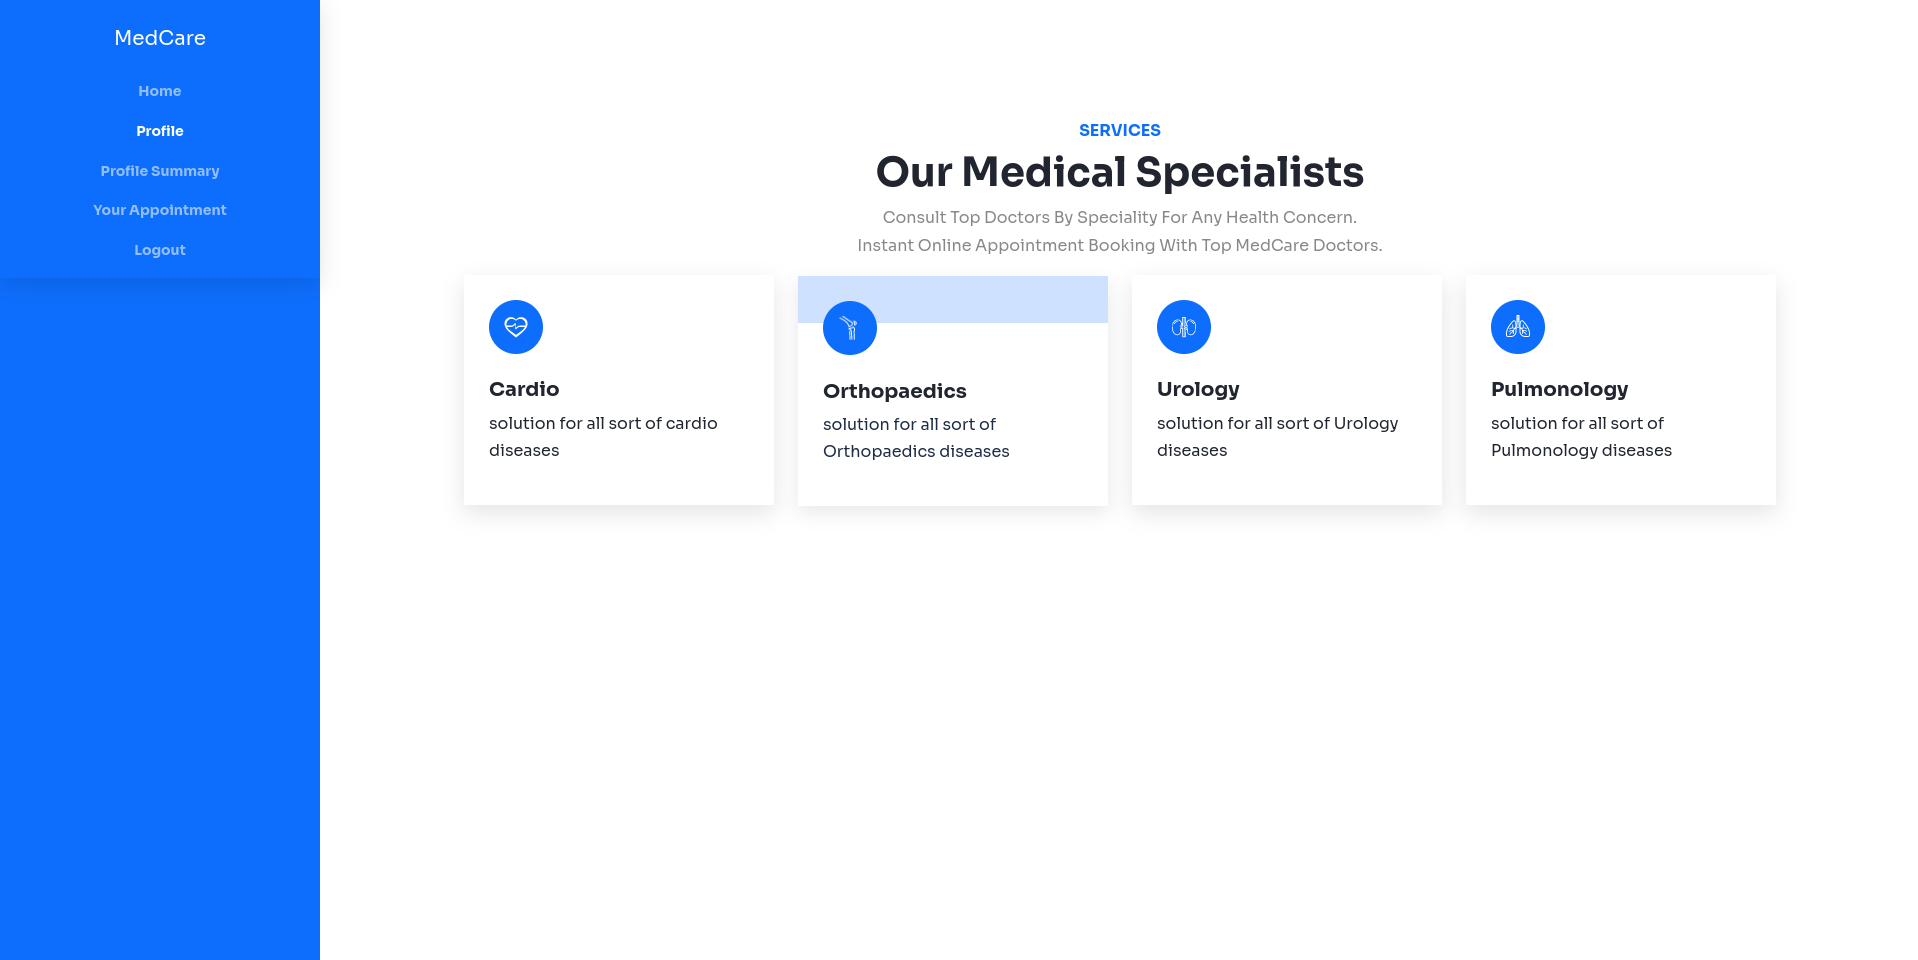 MedCare
Home
Profile
Profile Summary
Your Appointment
Logout
SERVICES
Our Medical Specialists
Consult Top Doctors By Speciality For Any Health Concern.
Instant Online Appointment Booking With Top MedCare Doctors.
Cardio
solution for all sort of cardio
diseases
Orthopaedics
solution for all sort of
Orthopaedics diseases
Urology
solution for all sort of Urology
diseases
Pulmonology
solution for all sort of
Pulmonology diseases